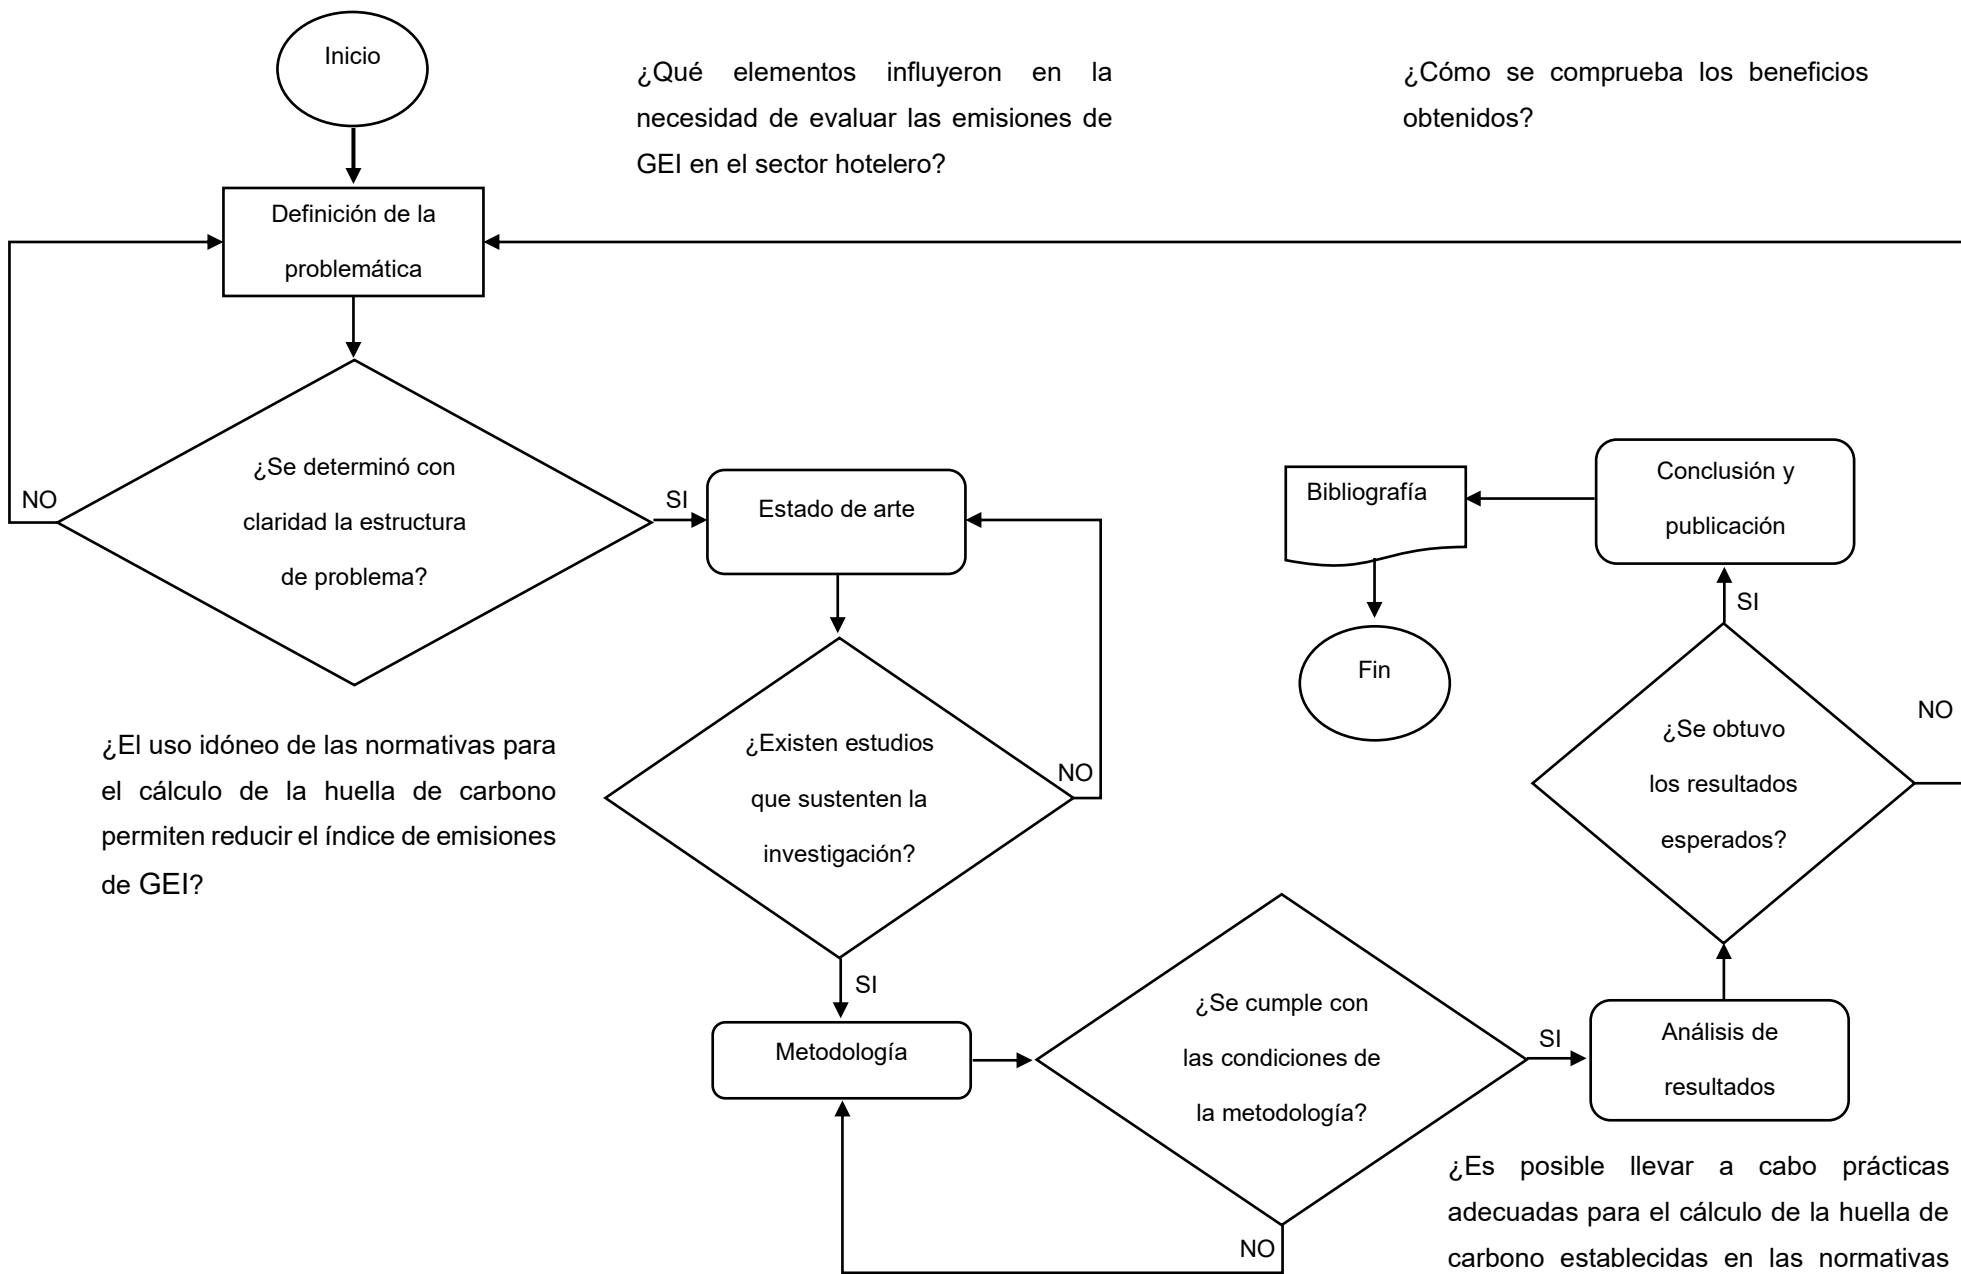 Inicio
¿Qué elementos influyeron en la
necesidad de evaluar las emisiones de
GEI en el sector hotelero?
¿Cómo se comprueba los beneficios
obtenidos?
Definición de la
problemática
¿Se determinó con
claridad la estructura
de problema?
NO
SI
Estado de arte
Bibliografía
Conclusión y
publicación
SI
Fin
¿Existen estudios
que sustenten la
investigación?
NO
¿Se obtuvo
los resultados
esperados?
NO
¿El uso idóneo de las normativas para
el cálculo de la huella de carbono
permiten reducir el índice de emisiones
de GEI?
SI
Metodología
¿Se cumple con
las condiciones de
la metodología?
SI
NO
Análisis de
resultados
¿Es posible llevar a cabo prácticas
adecuadas para el cálculo de la huella de
carbono establecidas en las normativas